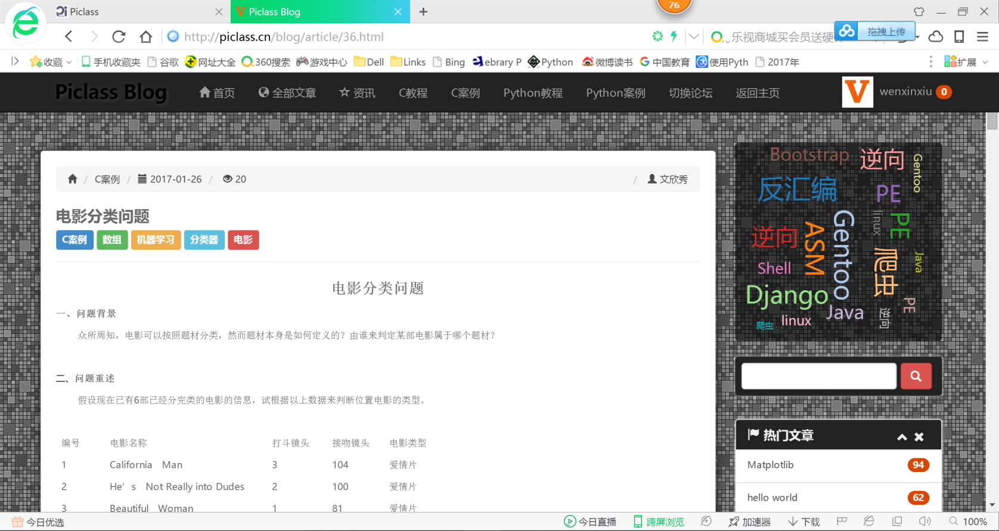 Piclass
Piclass Blog
76
http://piclass.cn/blog/article/36.html
乐视商城买会员送硬
拖拽上传
收藏
手机收藏夹
谷歌
网址大全
360搜索
游戏中心
Dell
Links
Bing
ebrary P
Python
微博读书
中国教育
使用Pyth
2017年
扩展
Piclass Blog
首页
全部文章
资讯
C教程
C案例
Python教程
Python案例
切换论坛
返回主页
V
wenxinxiu 0
/ C案例 / 2017-01-26 / 20
/ 文欣秀
电影分类问题
C案例 数组 机器学习 分类器 电影
电影分类问题
一、问题背景
众所周知，电影可以按照题材分类，然而题材本身是如何定义的？由谁来判定某部电影属于哪个题材？
二、问题重述
假设现在已有6部已经分完类的电影的信息，试根据以上数据来判断位置电影的类型。
编号 电影名称 打斗镜头 接吻镜头 电影类型
1 California Man 3 104 爱情片
2 He’s Not Really into Dudes 2 100 爱情片
3 Beautiful Woman 1 81 爱情片
Bootstrap
逆向
Gentoo
反汇编
PE
linux
PE
Gentoo
逆向
ASM
爬虫
Java
Shell
Django
PE
Java
逆向
linux
爬虫
热门文章
Matplotlib 94
hello world 62
今日优选
今日直播
跨屏浏览
加速器
下载
100%